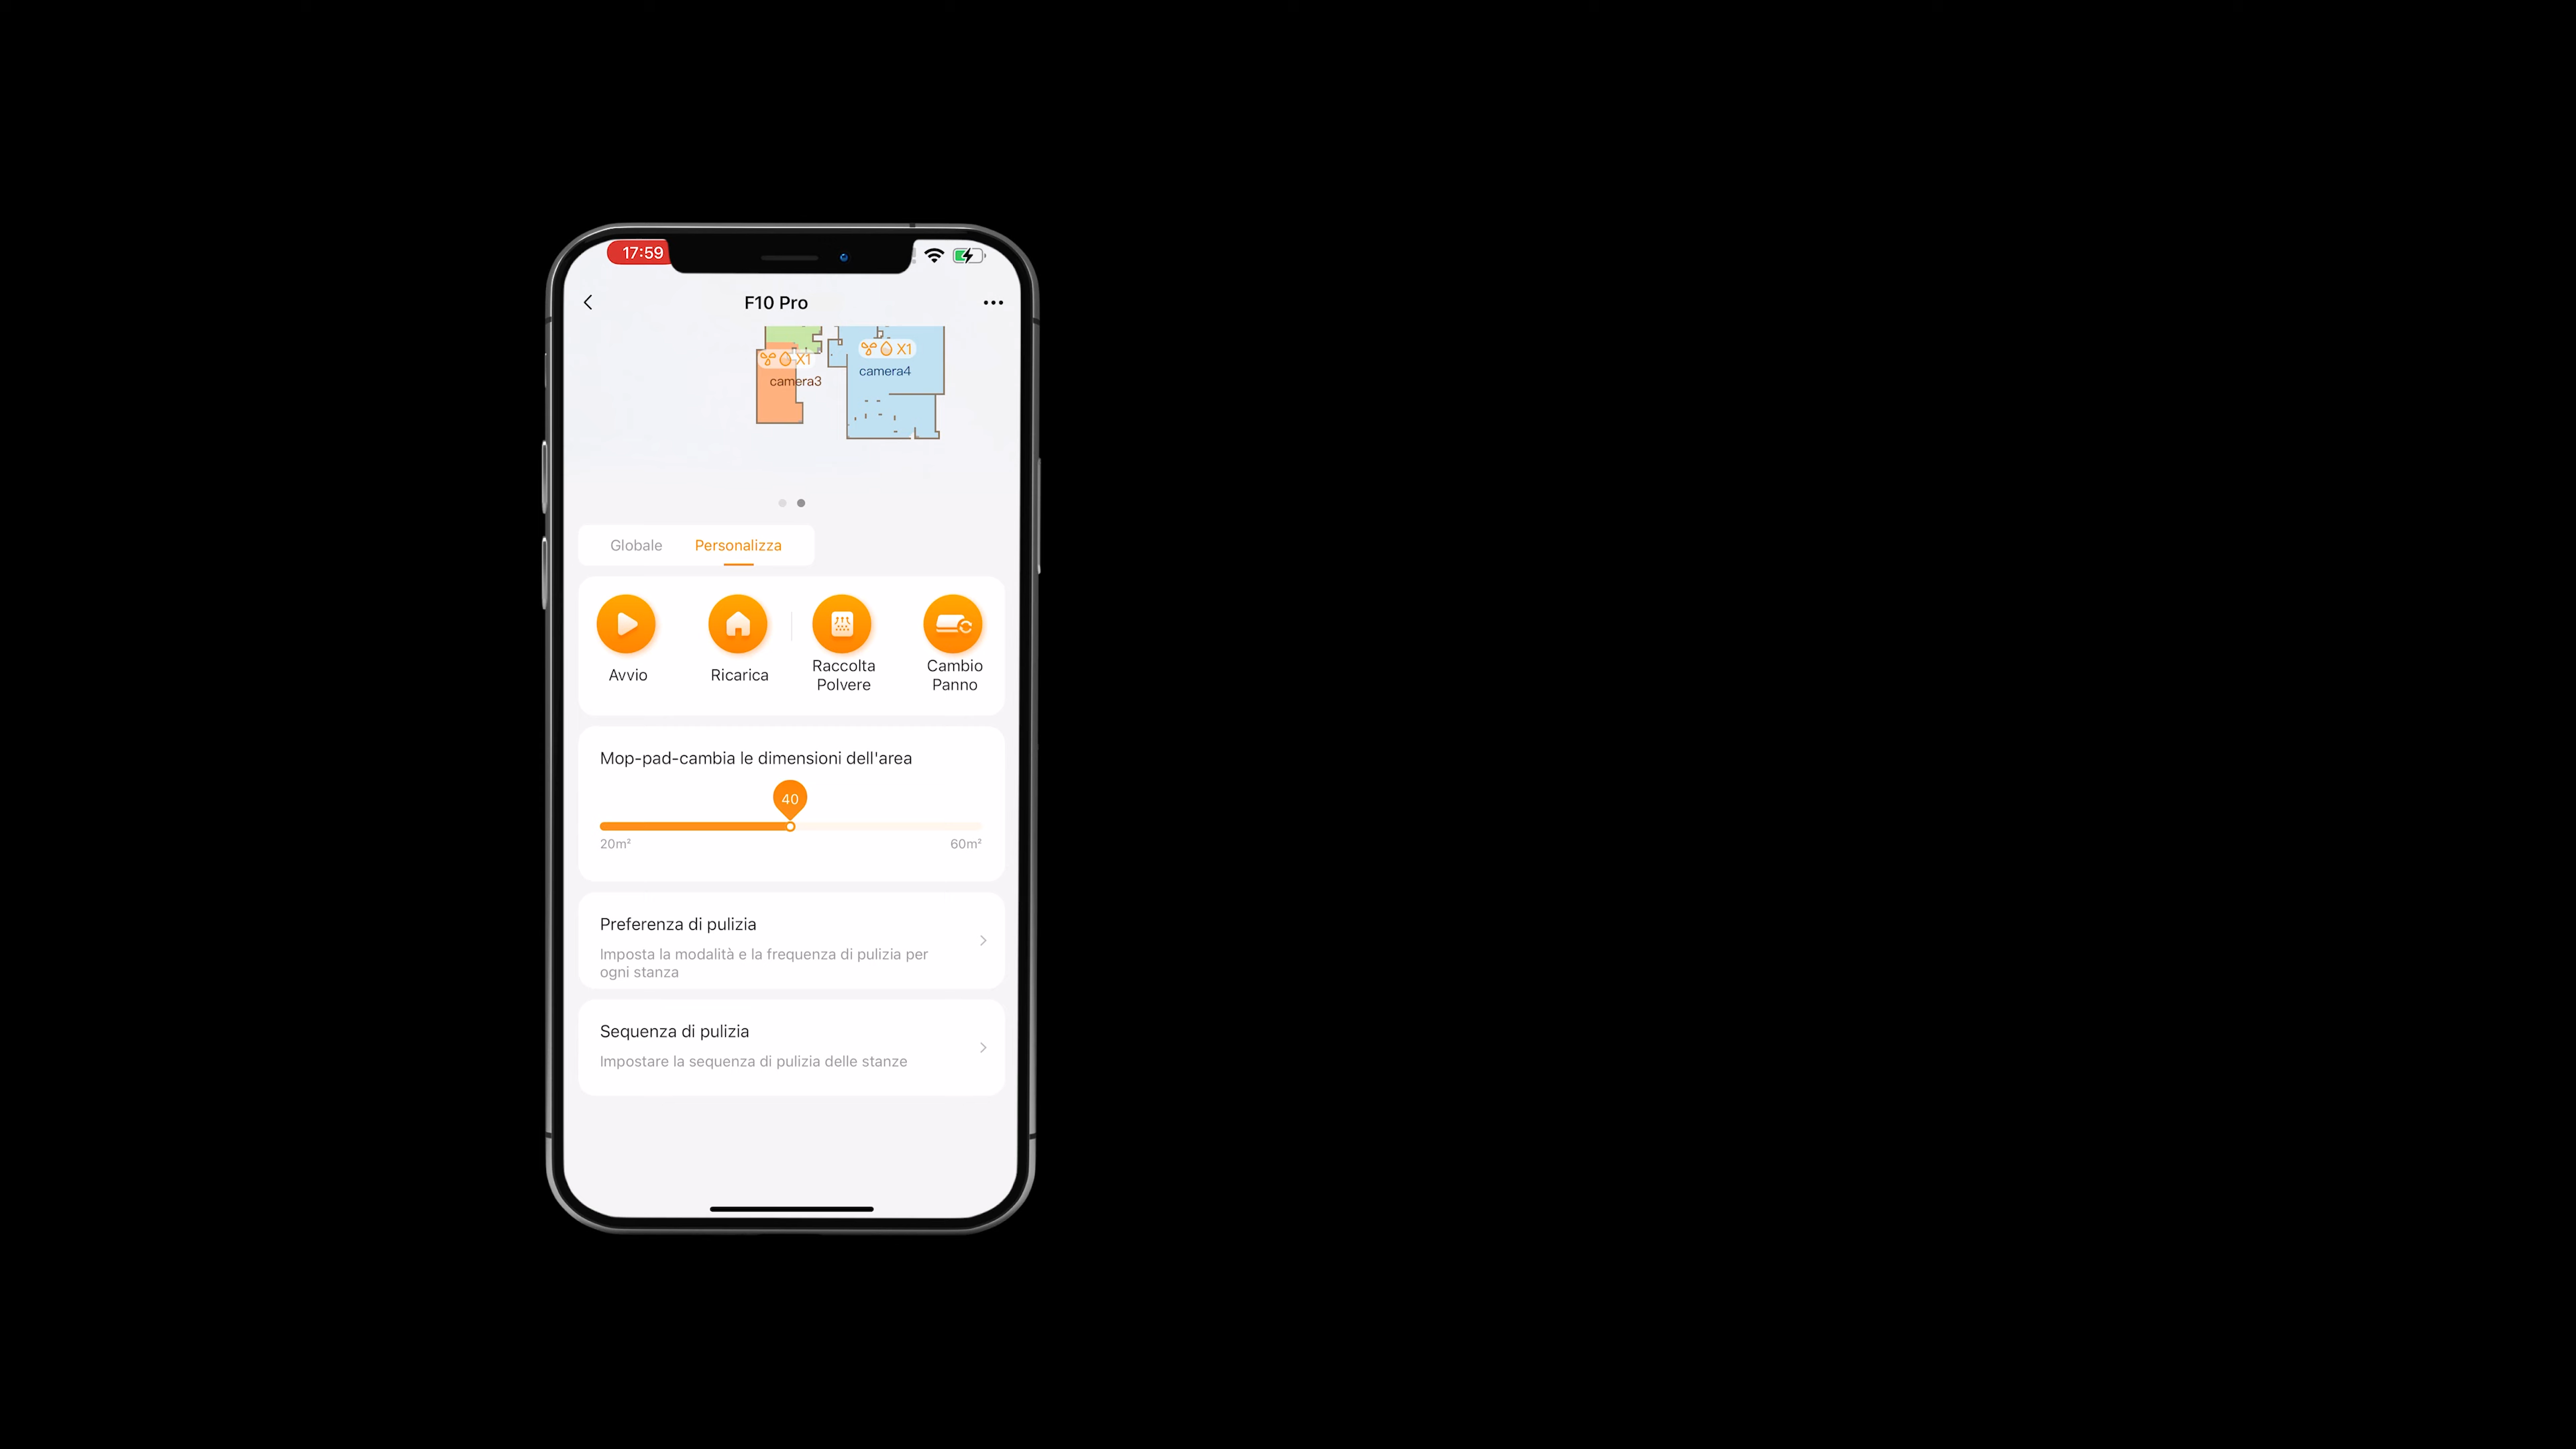 17:59
F10 Pro
X1
camera3
X1
camera4
Globale
Personalizza
Avvio
Ricarica
Raccolta
Polvere
Cambio
Panno
Mop-pad-cambia le dimensioni dell'area
40
20m²
60m²
Preferenza di pulizia
Imposta la modalità e la frequenza di pulizia per
ogni stanza
Sequenza di pulizia
Impostare la sequenza di pulizia delle stanze